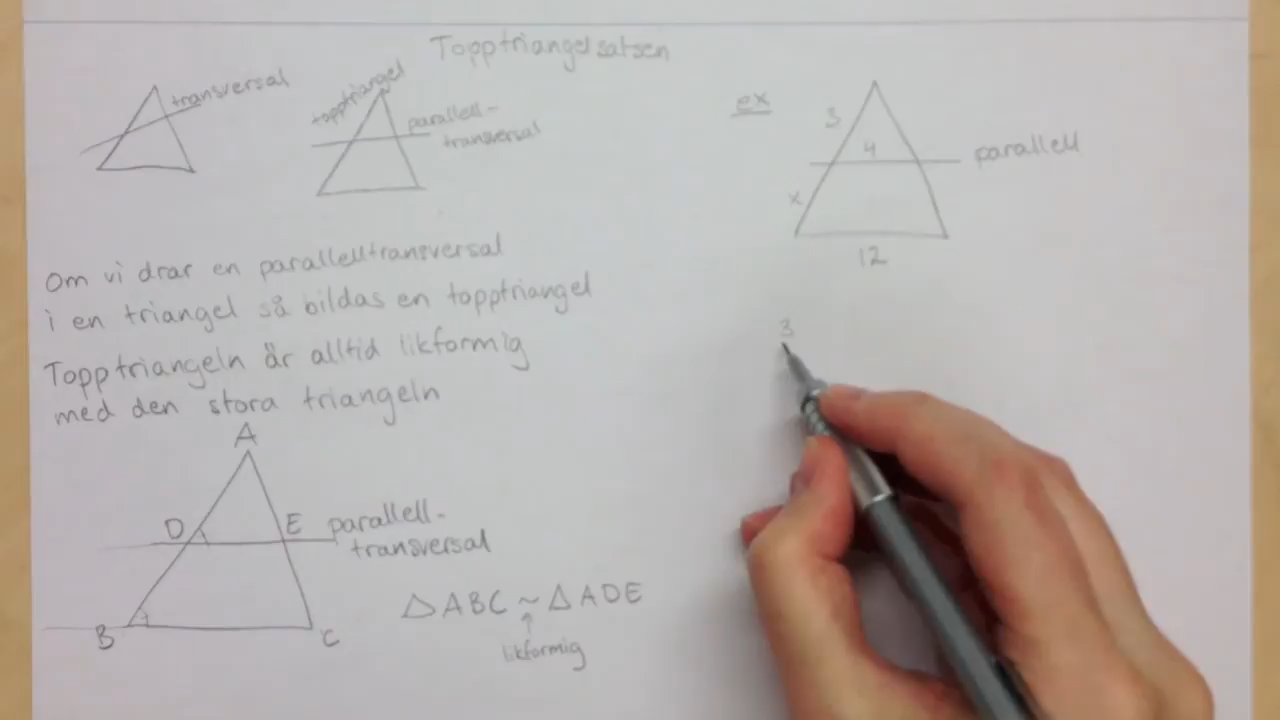 Topptriangelsatsen
transversal
topptriangel
parallell-
transversal
Om vi drar en parallelltransversal
i en triangel så bildas en topptriangel
Topptriangeln är alltid likformig
med den stora triangeln
A
D
E
parallell-
transversal
B
C
△ABC ~ △ADE
↑
likformig
ex
3
4
parallell
x
12
3